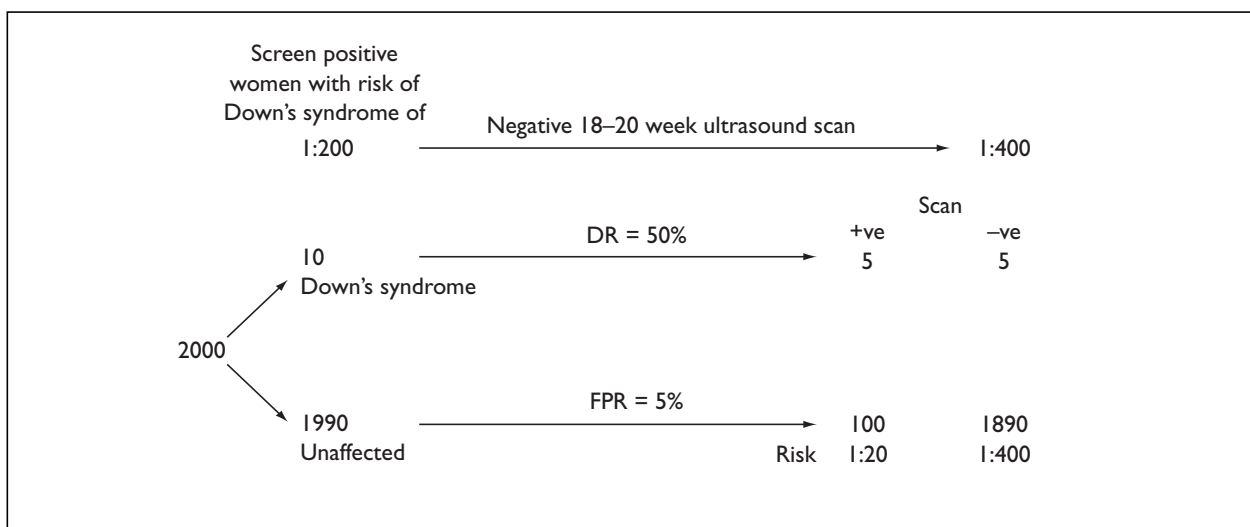 Screen positive
women with risk of
Down's syndrome of
1:200
Negative 18–20 week ultrasound scan
1:400
Scan
DR = 50%
+ve
–ve
10
5
5
Down's syndrome
2000
FPR = 5%
1990
100
1890
Unaffected
Risk
1:20
1:400